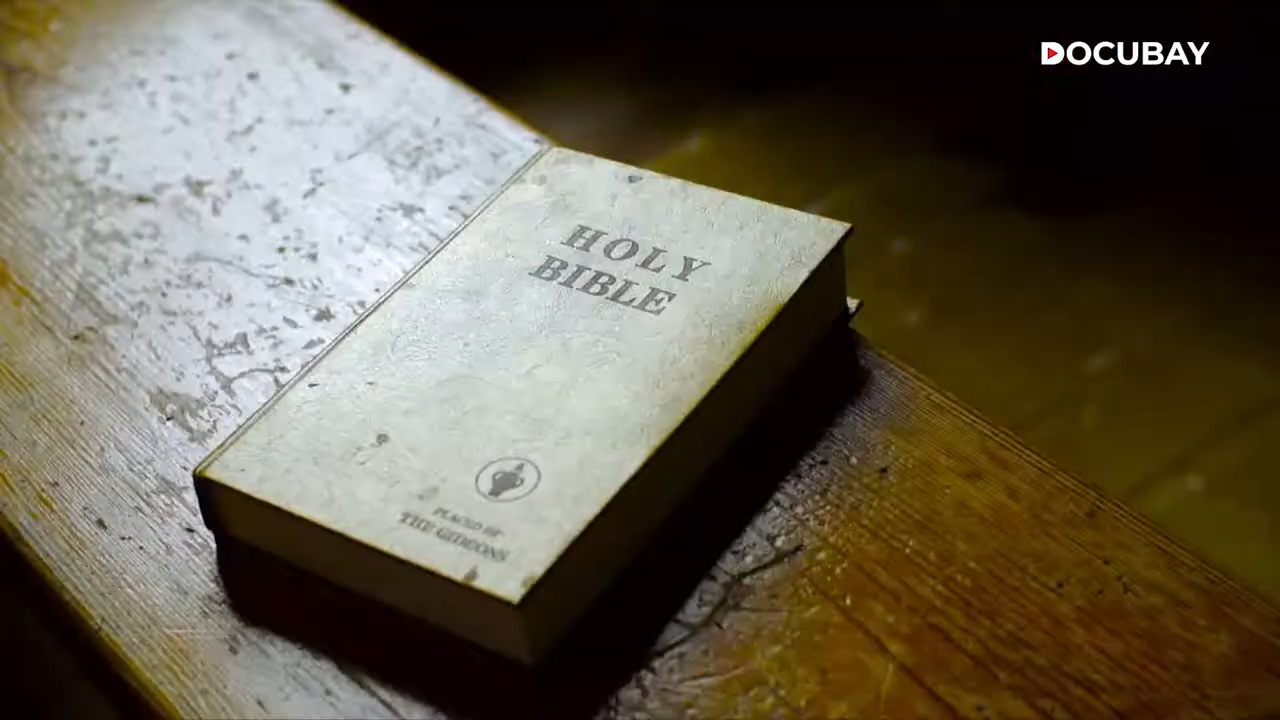 DOCUBAY
HOLY
BIBLE
PLACED BY
THE GIDEONS